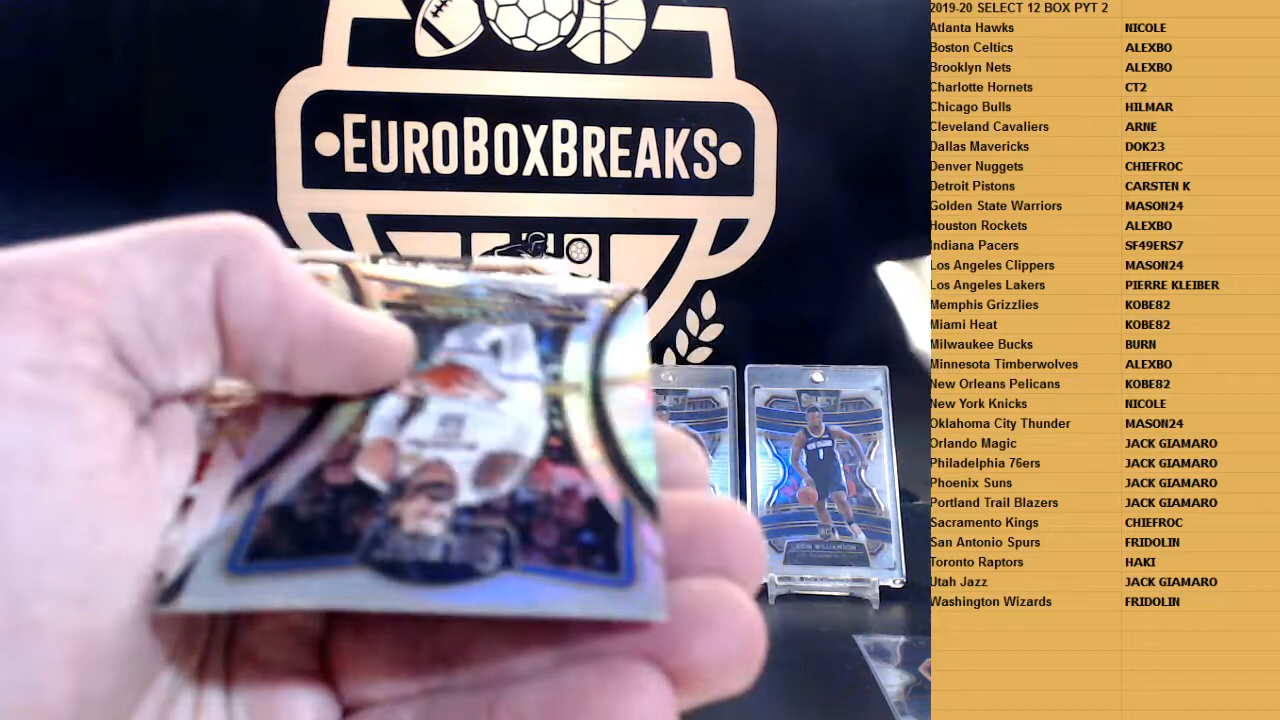 EUROBOXBREAKS
SELECT
ZION WILLIAMSON
2019-20 SELECT 12 BOX PYT 2
Atlanta Hawks NICOLE
Boston Celtics ALEXBO
Brooklyn Nets ALEXBO
Charlotte Hornets CT2
Chicago Bulls HILMAR
Cleveland Cavaliers ARNE
Dallas Mavericks DOK23
Denver Nuggets CHIEFROC
Detroit Pistons CARSTEN K
Golden State Warriors MASON24
Houston Rockets ALEXBO
Indiana Pacers SF49ERS7
Los Angeles Clippers MASON24
Los Angeles Lakers PIERRE KLEIBER
Memphis Grizzlies KOBE82
Miami Heat KOBE82
Milwaukee Bucks BURN
Minnesota Timberwolves ALEXBO
New Orleans Pelicans KOBE82
New York Knicks NICOLE
Oklahoma City Thunder MASON24
Orlando Magic JACK GIAMARO
Philadelphia 76ers JACK GIAMARO
Phoenix Suns JACK GIAMARO
Portland Trail Blazers JACK GIAMARO
Sacramento Kings CHIEFROC
San Antonio Spurs FRIDOLIN
Toronto Raptors HAKI
Utah Jazz JACK GIAMARO
Washington Wizards FRIDOLIN